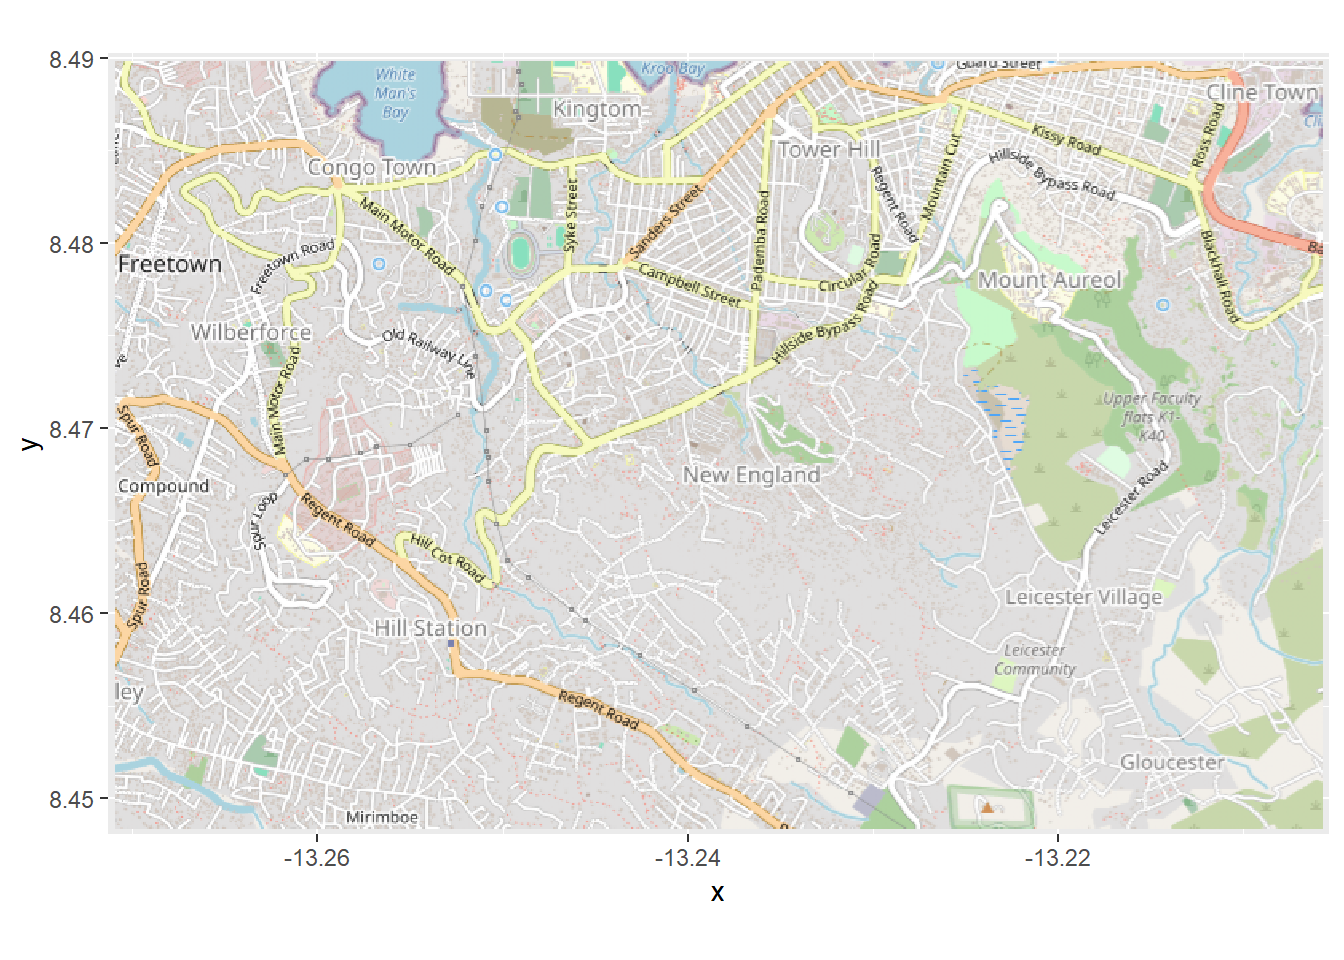 8.49
8.48
8.47
8.46
8.45
y
-13.26
-13.24
-13.22
x
White
Man's
Bay
Kroo Bay
Guard Street
Cline Town
Kingtom
Tower Hill
Kissy Road
Ross Road
Congo Town
Hillside Bypass Road
Mountain Cut
Regent Road
Main Motor Road
Syke Street
Sanders Street
Pademba Road
Freetown
Freetown Road
Campbell Street
Circular Road
Mount Aureol
Blackhall Road
Wilberforce
Old Railway Line
Hillside Bypass Road
Main Motor Road
Spur Road
Upper Faculty
flats K1-
K40
New England
Compound
Spur Loop
Regent Road
Leicester Road
Hill Cot Road
Spur Road
Leicester Village
Hill Station
Leicester
Community
ley
Regent Road
Gloucester
Mirimboe